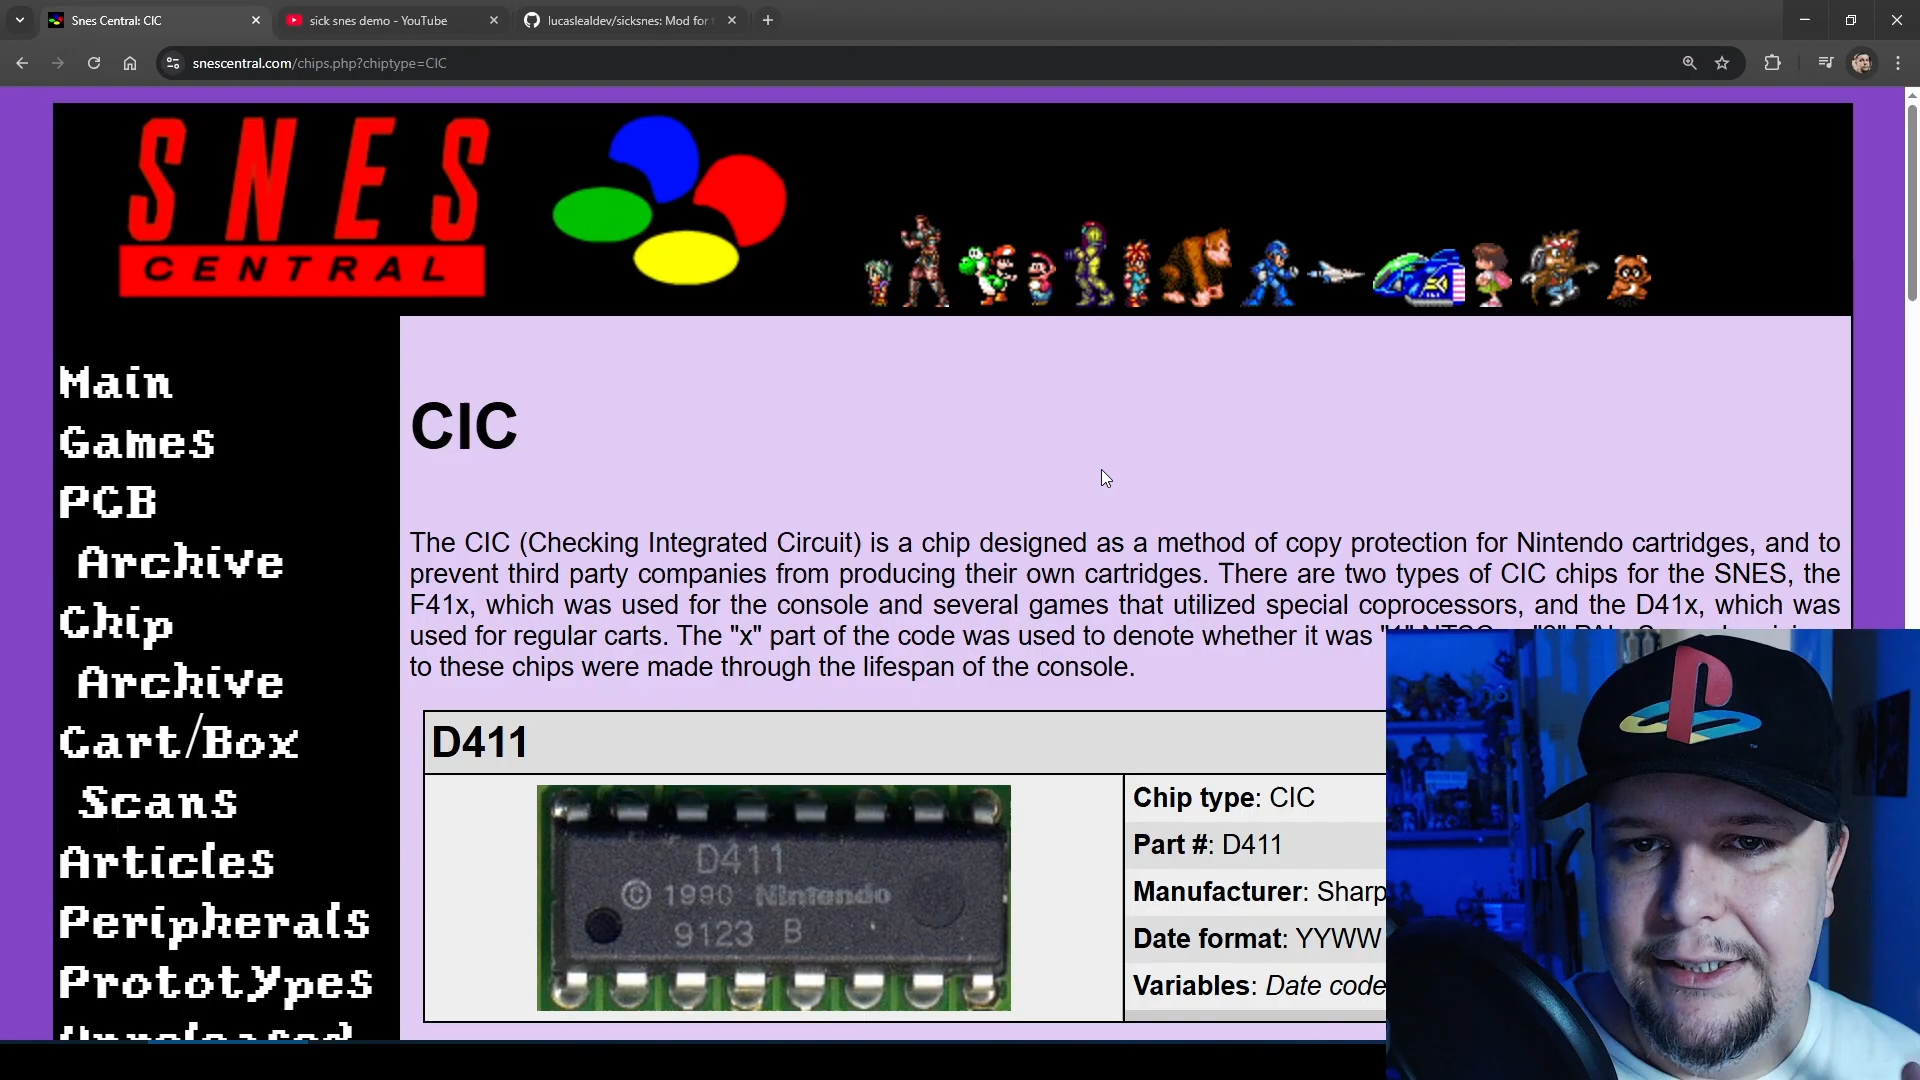 Snes Central: CIC
sick snes demo - YouTube
lucaslealdev/sicksnes: Mod for
snescentral.com/chips.php?chiptype=CIC
SNES
CENTRAL
Main
Games
PCB
Archive
Chip
Archive
Cart/Box
Scans
Articles
Peripherals
Prototypes
Unreleased
CIC
The CIC (Checking Integrated Circuit) is a chip designed as a method of copy protection for Nintendo cartridges, and to
prevent third party companies from producing their own cartridges. There are two types of CIC chips for the SNES, the
F41x, which was used for the console and several games that utilized special coprocessors, and the D41x, which was
used for regular carts. The "x" part of the code was used to denote whether it was
to these chips were made through the lifespan of the console.
D411
D411
© 1990 Nintendo
9123 B
Chip type: CIC
Part #: D411
Manufacturer: Sharp
Date format: YYWW
Variables: Date code